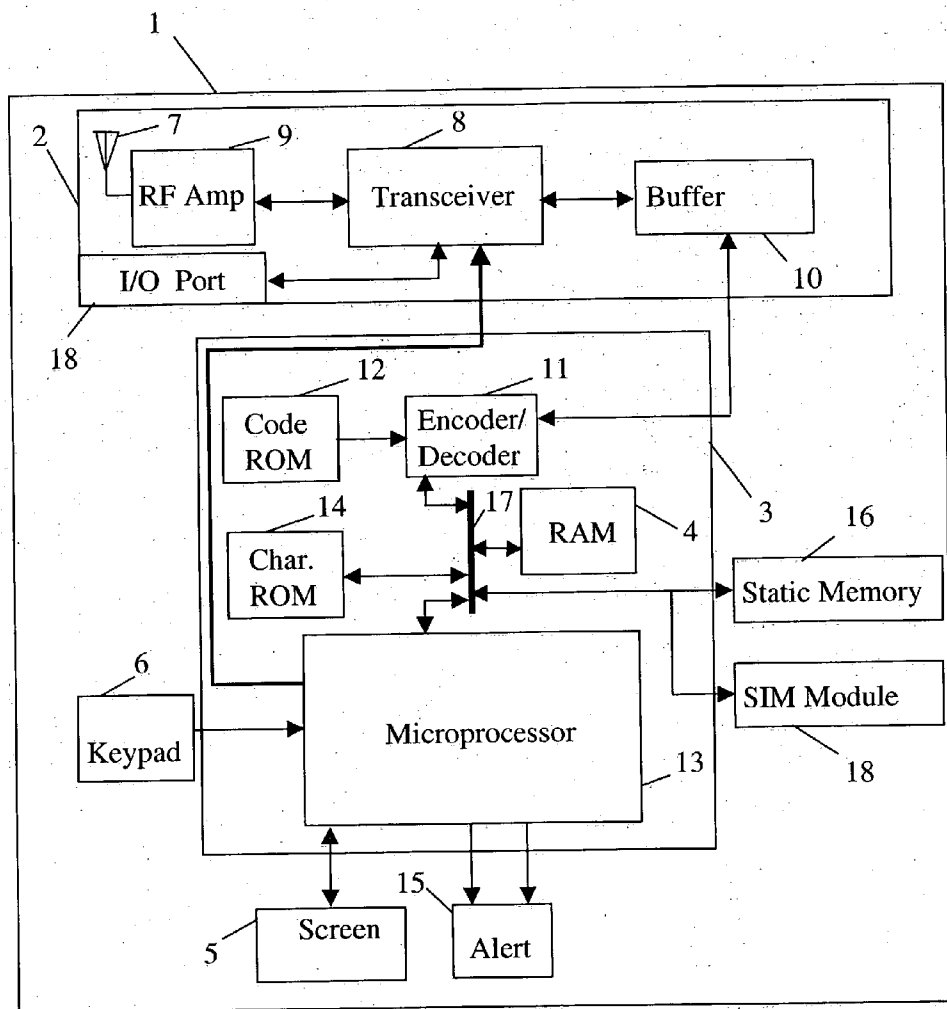 1
2
7
9
8
RF Amp
Transceiver
Buffer
I/O Port
10
18
12
11
Code
ROM
Encoder/
Decoder
3
14
17
4
16
Char.
ROM
RAM
Static Memory
6
SIM Module
Keypad
Microprocessor
13
18
15
5
Screen
Alert